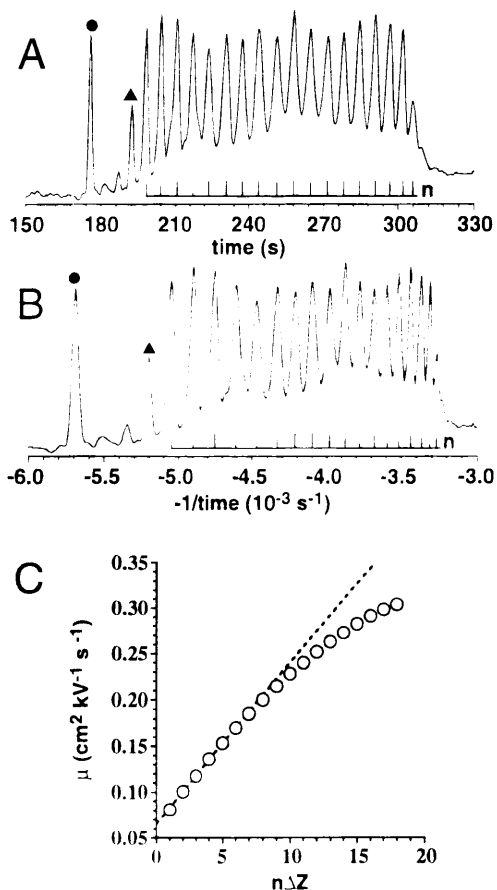 A
●
▲
n
150 180 210 240 270 300 330
time (s)
B
●
▲
n
-6.0 -5.5 -5.0 -4.5 -4.0 -3.5 -3.0
-1/time (10⁻³ s⁻¹)
C
0.40
0.35
0.30
0.25
0.20
0.15
0.10
0.05
μ (cm² kV⁻¹ s⁻¹)
0 5 10 15 20
nΔZ